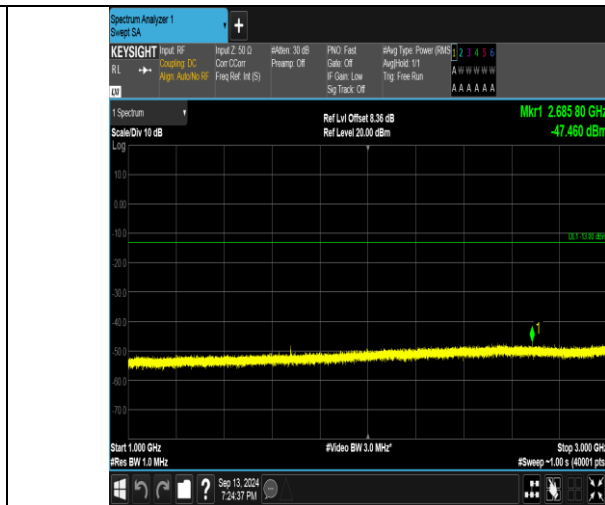 Spectrum Analyzer 1
Swept SA
+
KEYSIGHT Input: RF Input Z: 50 Ω #Atten: 30 dB PNO: Fast #Avg Type: Power (RMS 1 2 3 4 5 6
RL Coupling: DC Corr CCorr Preamp: Off Gate: Off Avg|Hold: 1/1 A W W W W W
Align: Auto/No RF Freq Ref: Int (S) IF Gain: Low Trig: Free Run
Sig Track: Off A A A A A A
1 Spectrum Ref Lvl Offset 8.36 dB Mkr1 2.685 80 GHz
Scale/Div 10 dB Ref Level 20.00 dBm -47.460 dBm
Log
10.0
0.00
-10.0
DL1 -13.00 dBm
-20.0
-30.0
-40.0
1
-50.0
-60.0
-70.0
Start 1.000 GHz #Video BW 3.0 MHz* Stop 3.000 GHz
#Res BW 1.0 MHz #Sweep ~1.00 s (40001 pts
? Sep 13, 2024
7:24:37 PM